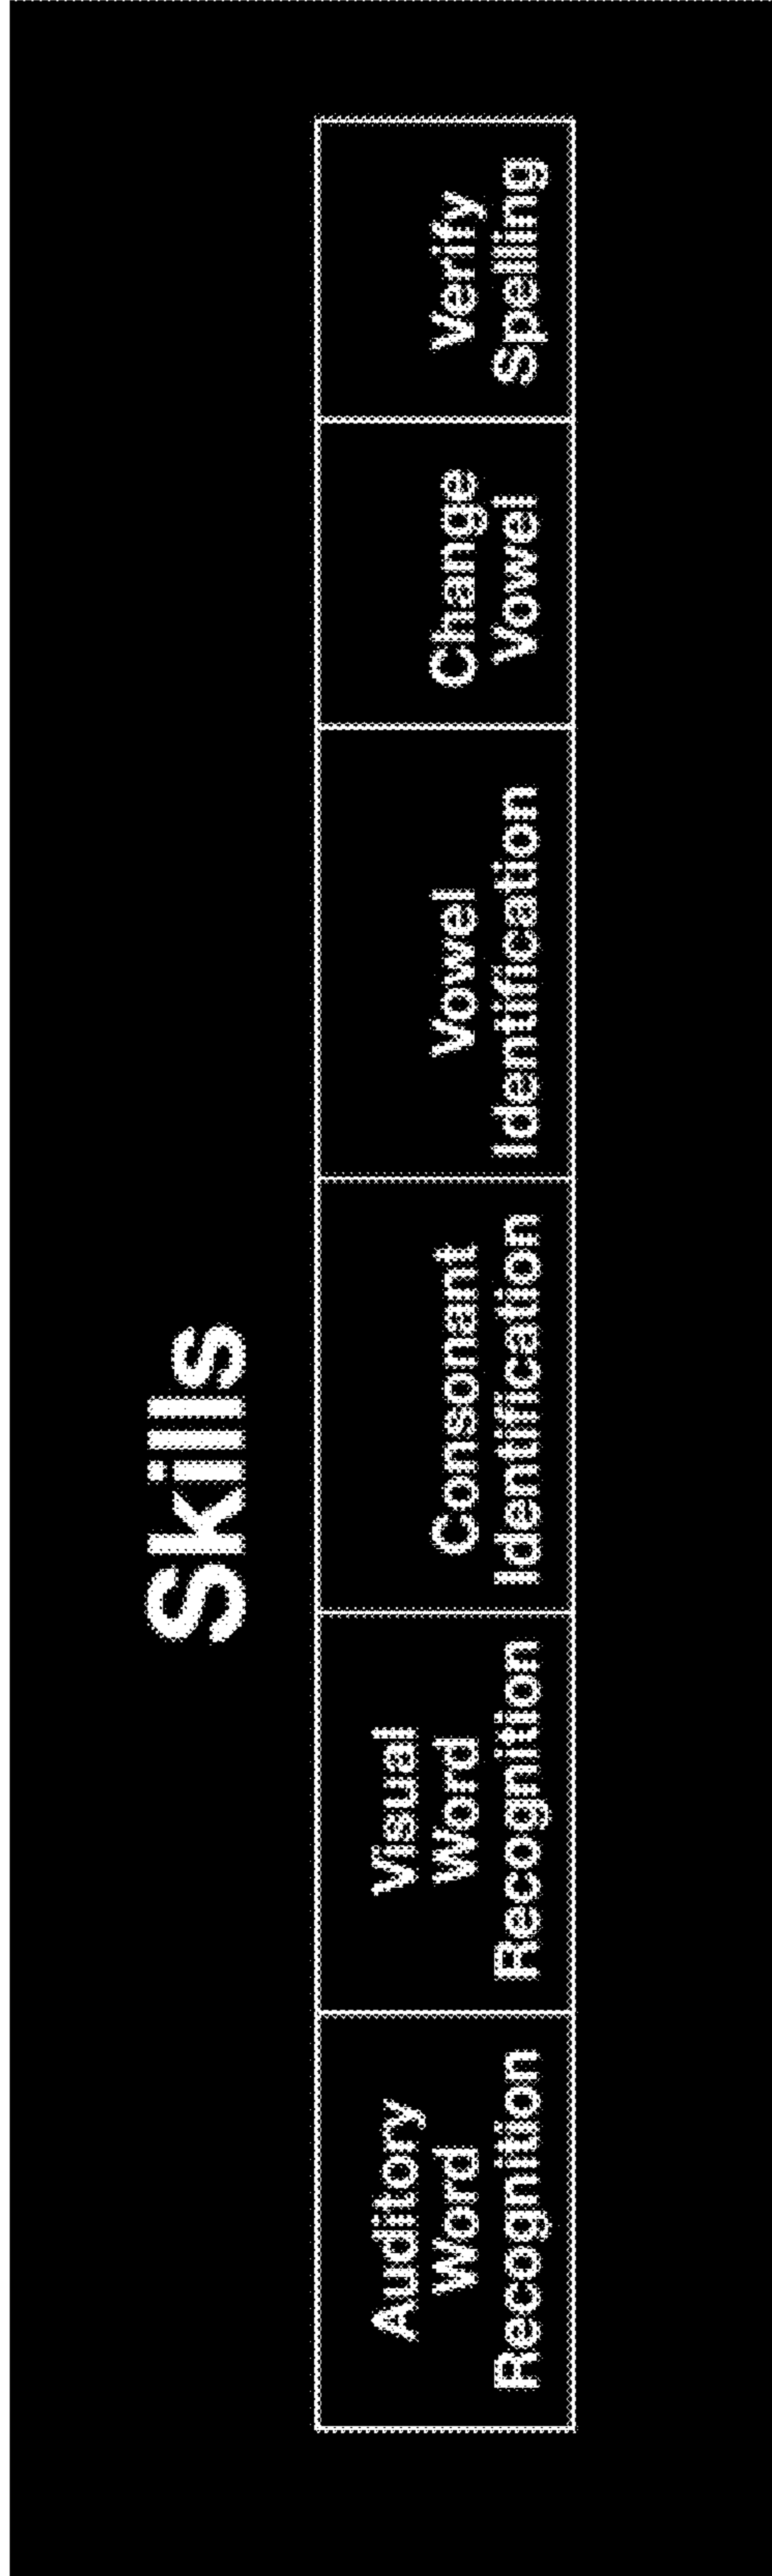 Skills
Auditory
Word
Recognition
Visual
Word
Recognition
Consonant
Identification
Vowel
Identification
Change
Vowel
Verify
Spelling